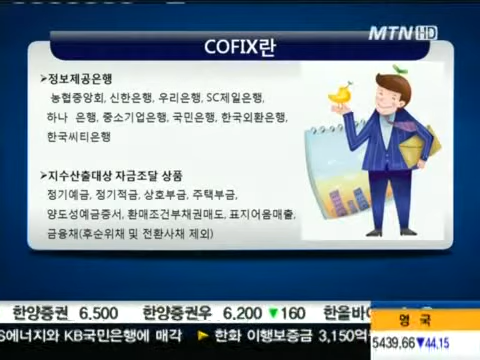 MTN HD
COFIX란
➤정보제공은행
농협중앙회, 신한은행, 우리은행, SC제일은행,
하나 은행, 중소기업은행, 국민은행, 한국외환은행,
한국씨티은행
➤지수산출대상 자금조달 상품
정기예금, 정기적금, 상호부금, 주택부금,
양도성예금증서, 환매조건부채권매도, 표지어음매출,
금융채(후순위채 및 전환사채 제외)
한양증권 6.500 한양증권우 6.200 ▼160 한올바이
영 국
S에너지와 KB국민은행에 매각 ➤ 한화 이행보증금 3,150억
5439,66▼44,15